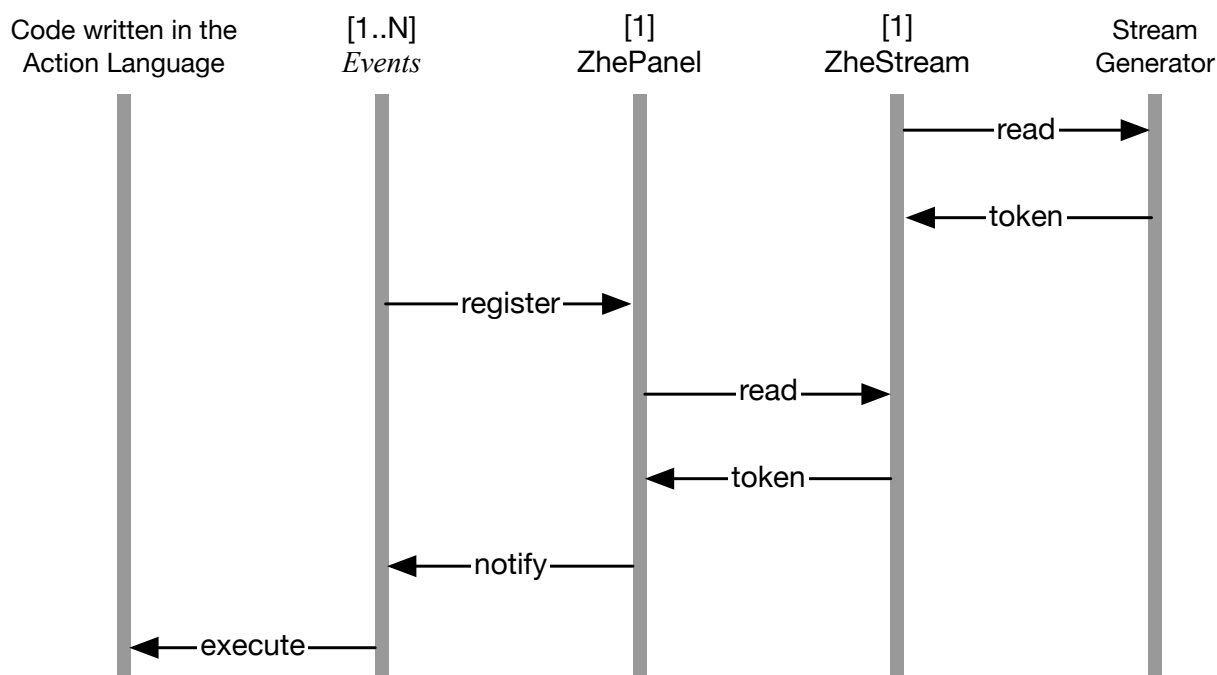 Code written in the
Action Language
[1..N]
Events
[1]
ZhePanel
[1]
ZheStream
Stream
Generator
read
token
register
read
token
notify
execute